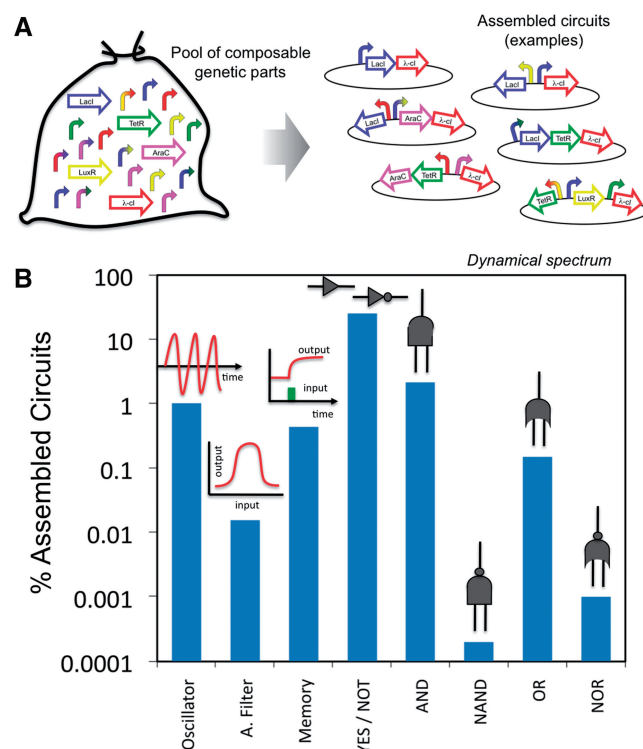 A
Pool of composable
genetic parts
Assembled circuits
(examples)
LacI
TetR
AraC
LuxR
λ-cI
LacI
λ-cI
LacI
λ-cI
LacI
AraC
λ-cI
LacI
TetR
λ-cI
AraC
TetR
λ-cI
TetR
LuxR
λ-cI
B
Dynamical spectrum
% Assembled Circuits
100
10
1
0.1
0.01
0.001
0.0001
time
output
input
output
input
time
Oscillator
A. Filter
Memory
YES / NOT
AND
NAND
OR
NOR